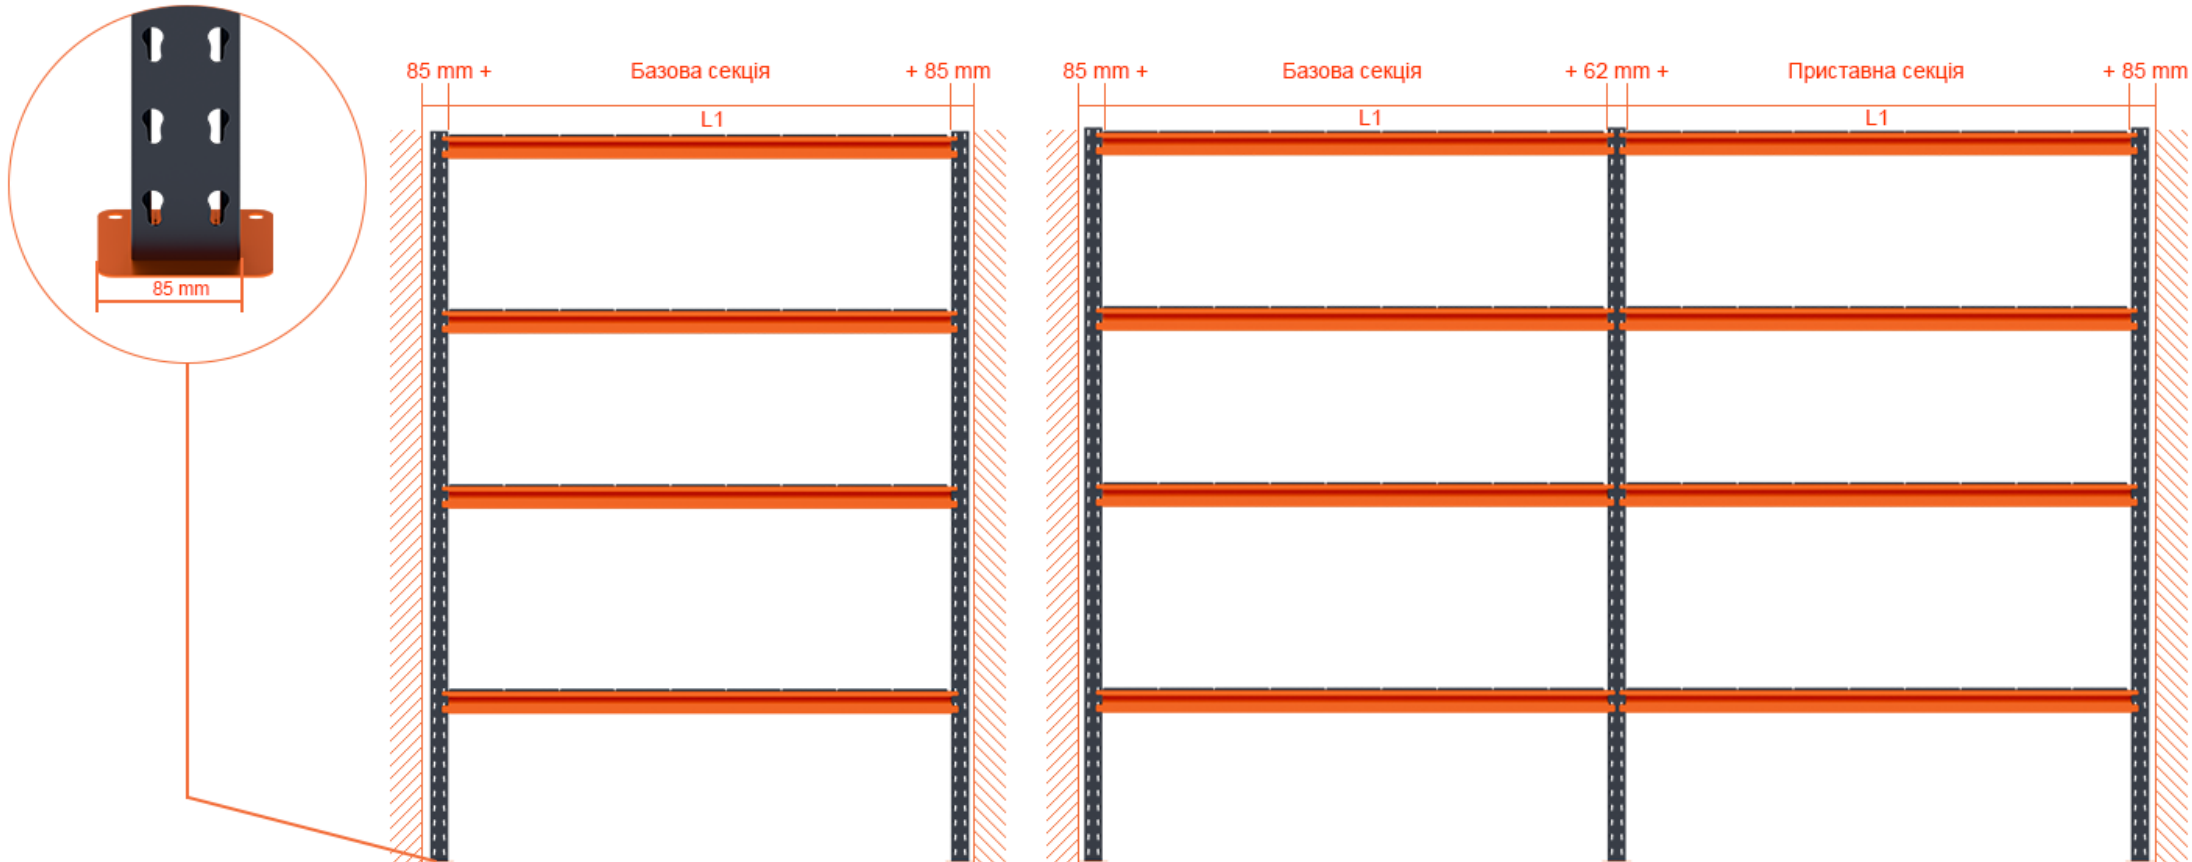 85 mm
85 mm + Базова секція + 85 mm
L1
85 mm + Базова секція + 62 mm + Приставна секція + 85 mm
L1 L1